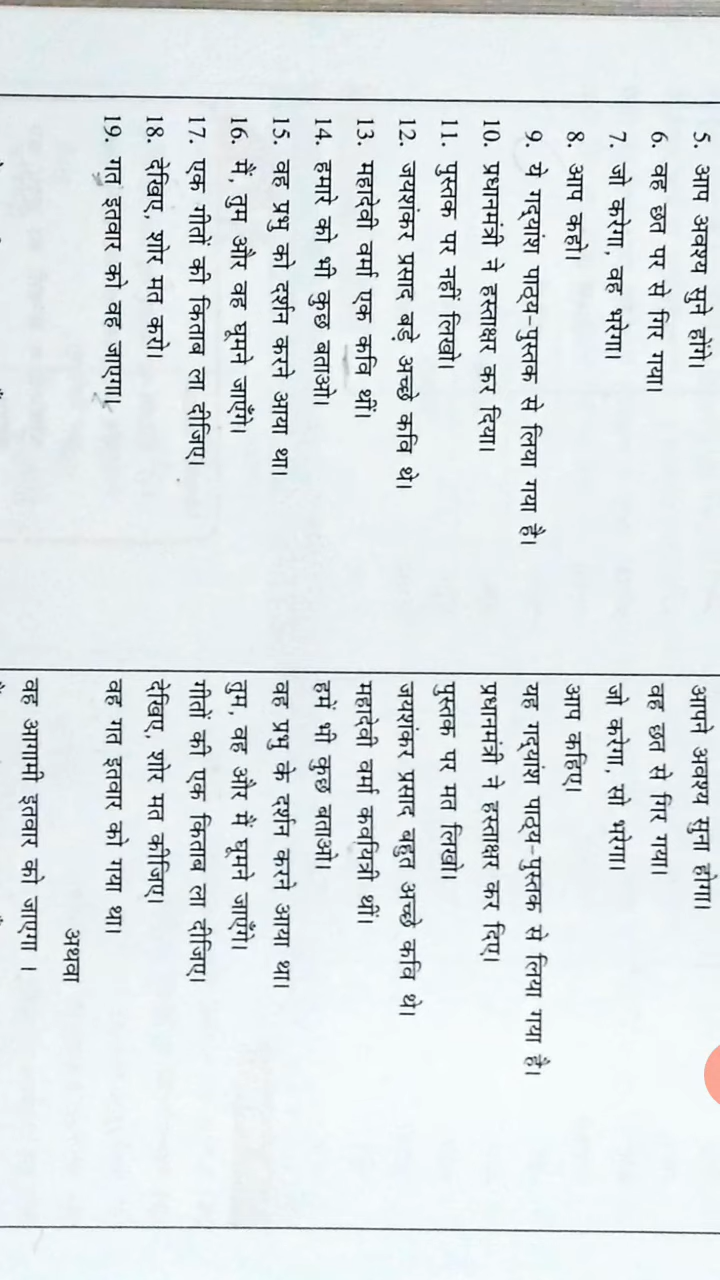 5. आप अवश्य सुने होंगे। आपने अवश्य सुना होगा।
6. वह छत पर से गिर गया। वह छत से गिर गया।
7. जो करेगा, वह भरेगा। जो करेगा, सो भरेगा।
8. आप कहो। आप कहिए।
9. ये गद्यांश पाठ्य-पुस्तक से लिया गया है। यह गद्यांश पाठ्य-पुस्तक से लिया गया है।
10. प्रधानमंत्री ने हस्ताक्षर कर दिया। प्रधानमंत्री ने हस्ताक्षर कर दिए।
11. पुस्तक पर नहीं लिखो। पुस्तक पर मत लिखो।
12. जयशंकर प्रसाद बड़े अच्छे कवि थे। जयशंकर प्रसाद बहुत अच्छे कवि थे।
13. महादेवी वर्मा एक कवि थीं। महादेवी वर्मा कवयित्री थीं।
14. हमारे को भी कुछ बताओ। हमें भी कुछ बताओ।
15. वह प्रभु को दर्शन करने आया था। वह प्रभु के दर्शन करने आया था।
16. मैं, तुम और वह घूमने जाएँगे। तुम, वह और मैं घूमने जाएँगे।
17. एक गीतों की किताब ला दीजिए। गीतों की एक किताब ला दीजिए।
18. देखिए, शोर मत करो। देखिए, शोर मत कीजिए।
19. गत इतवार को वह जाएगा। वह गत इतवार को गया था।
अथवा
वह आगामी इतवार को जाएगा ।